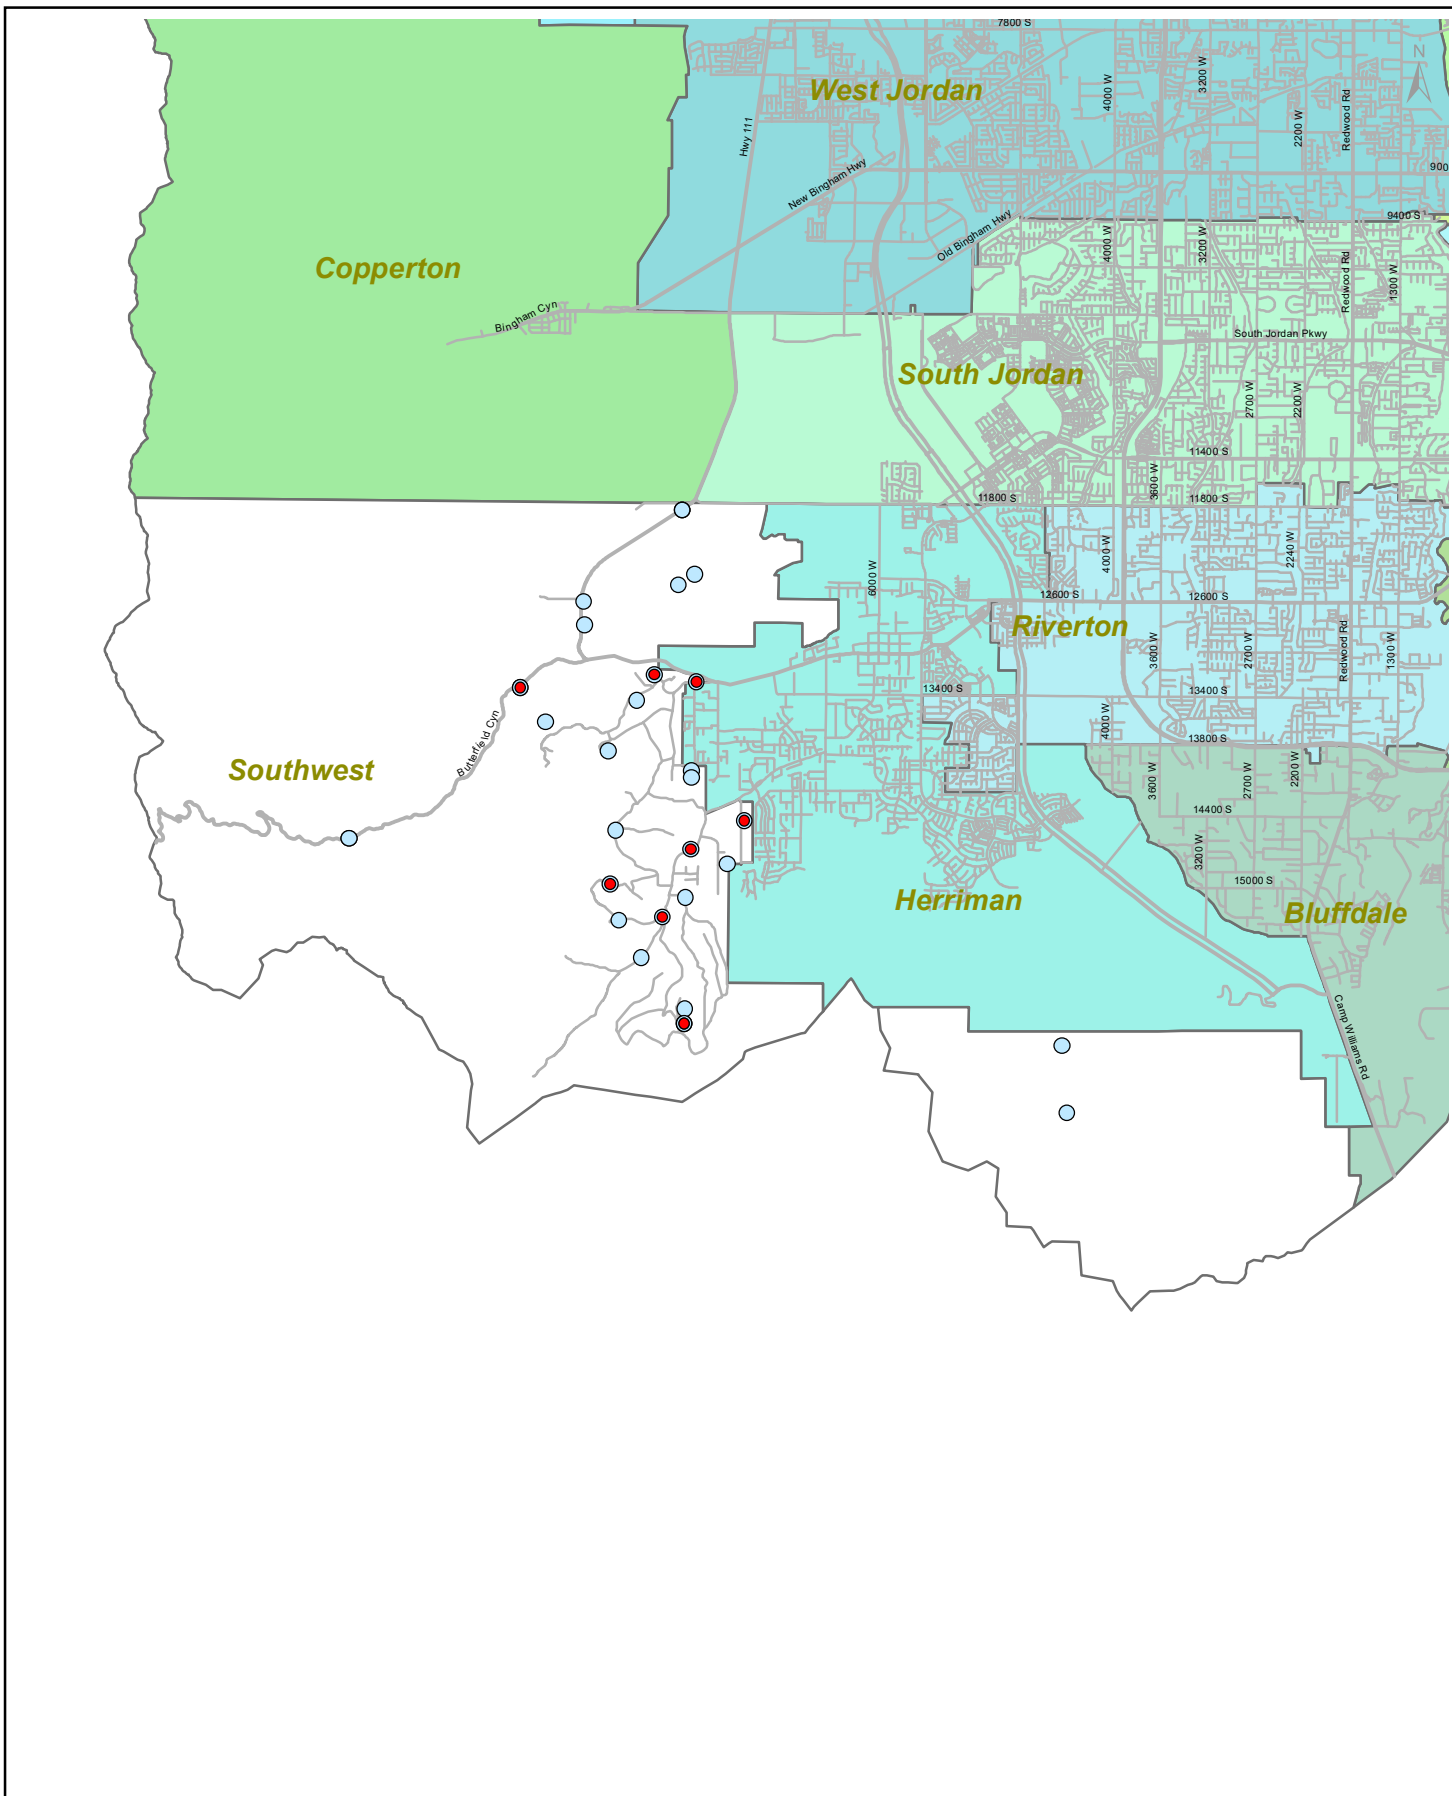 7800 S
N
West Jordan
4000 W
3200 W
2200 W
Redwood Rd
Hwy 111
900
New Bingham Hwy
Old Bingham Hwy
9400 S
Copperton
4000 W
3200 W
Redwood Rd
1300 W
Bingham Cyn
South Jordan Pkwy
South Jordan
2700 W
2200 W
11400 S
3600 W
11800 S
11800 S
4000 W
2240 W
6000 W
12600 S
12600 S
Riverton
3600 W
2700 W
Redwood Rd
1300 W
13400 S
13400 S
4000 W
13800 S
Butterfield Cyn
Southwest
3600 W
2700 W
2200 W
14400 S
3200 W
15000 S
Herriman
Bluffdale
Camp Williams Rd